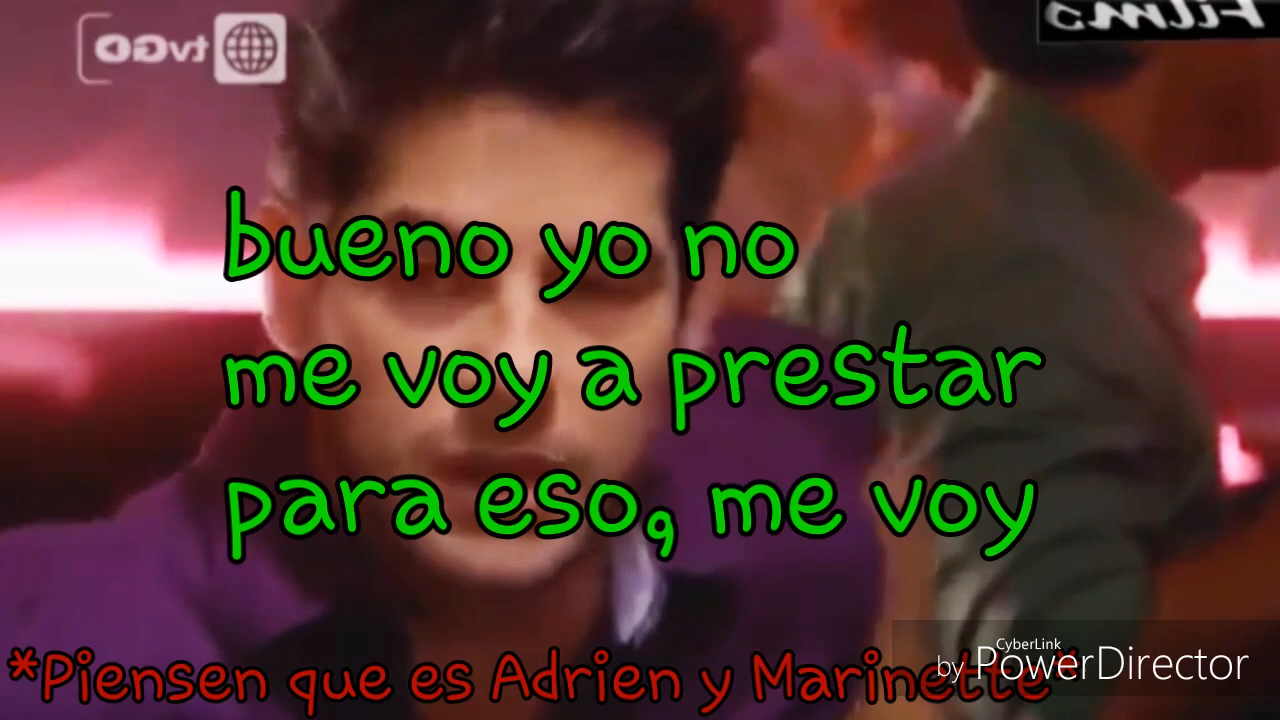 tvGO
Films
bueno yo no
me voy a prestar
para eso, me voy
*Piensen que es Adrien y Marinette*
CyberLink
by PowerDirector